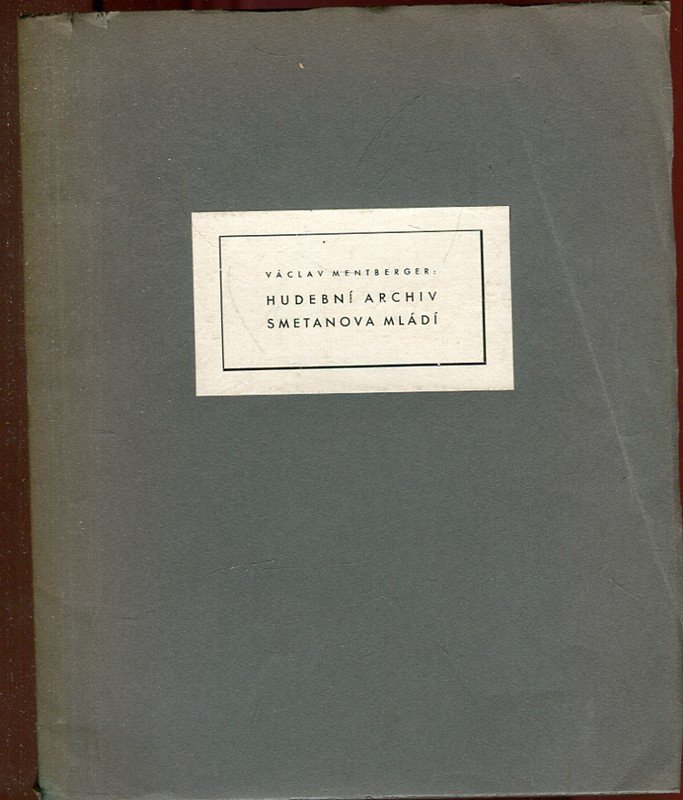 VÁCLAV MENTBERGER:
HUDEBNÍ ARCHIV
SMETANOVA MLÁDÍ